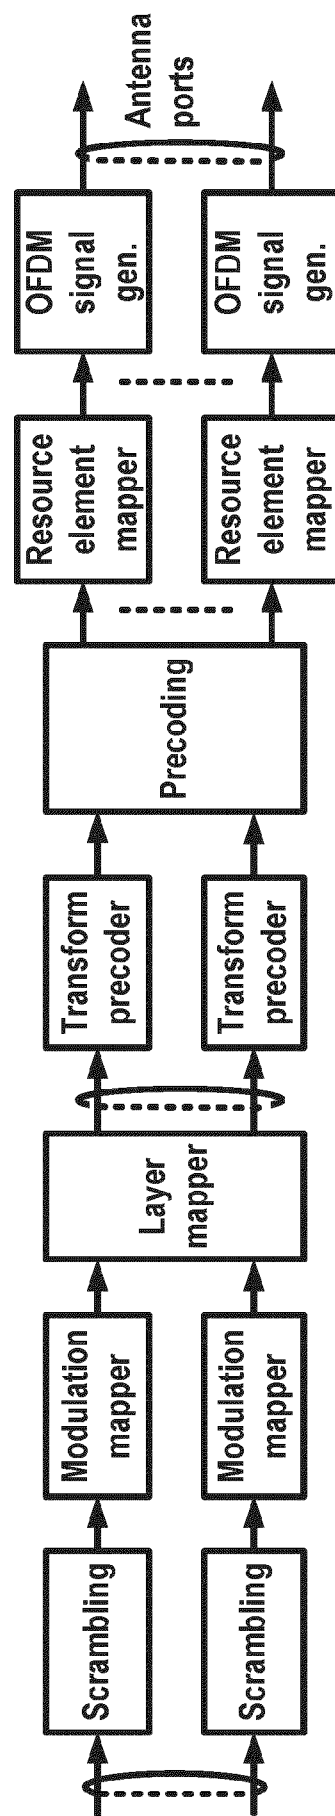 Scrambling
Scrambling
Modulation
mapper
Modulation
mapper
Layer
mapper
Transform
precoder
Transform
precoder
Precoding
Resource
element
mapper
Resource
element
mapper
OFDM
signal
gen.
OFDM
signal
gen.
Antenna
ports